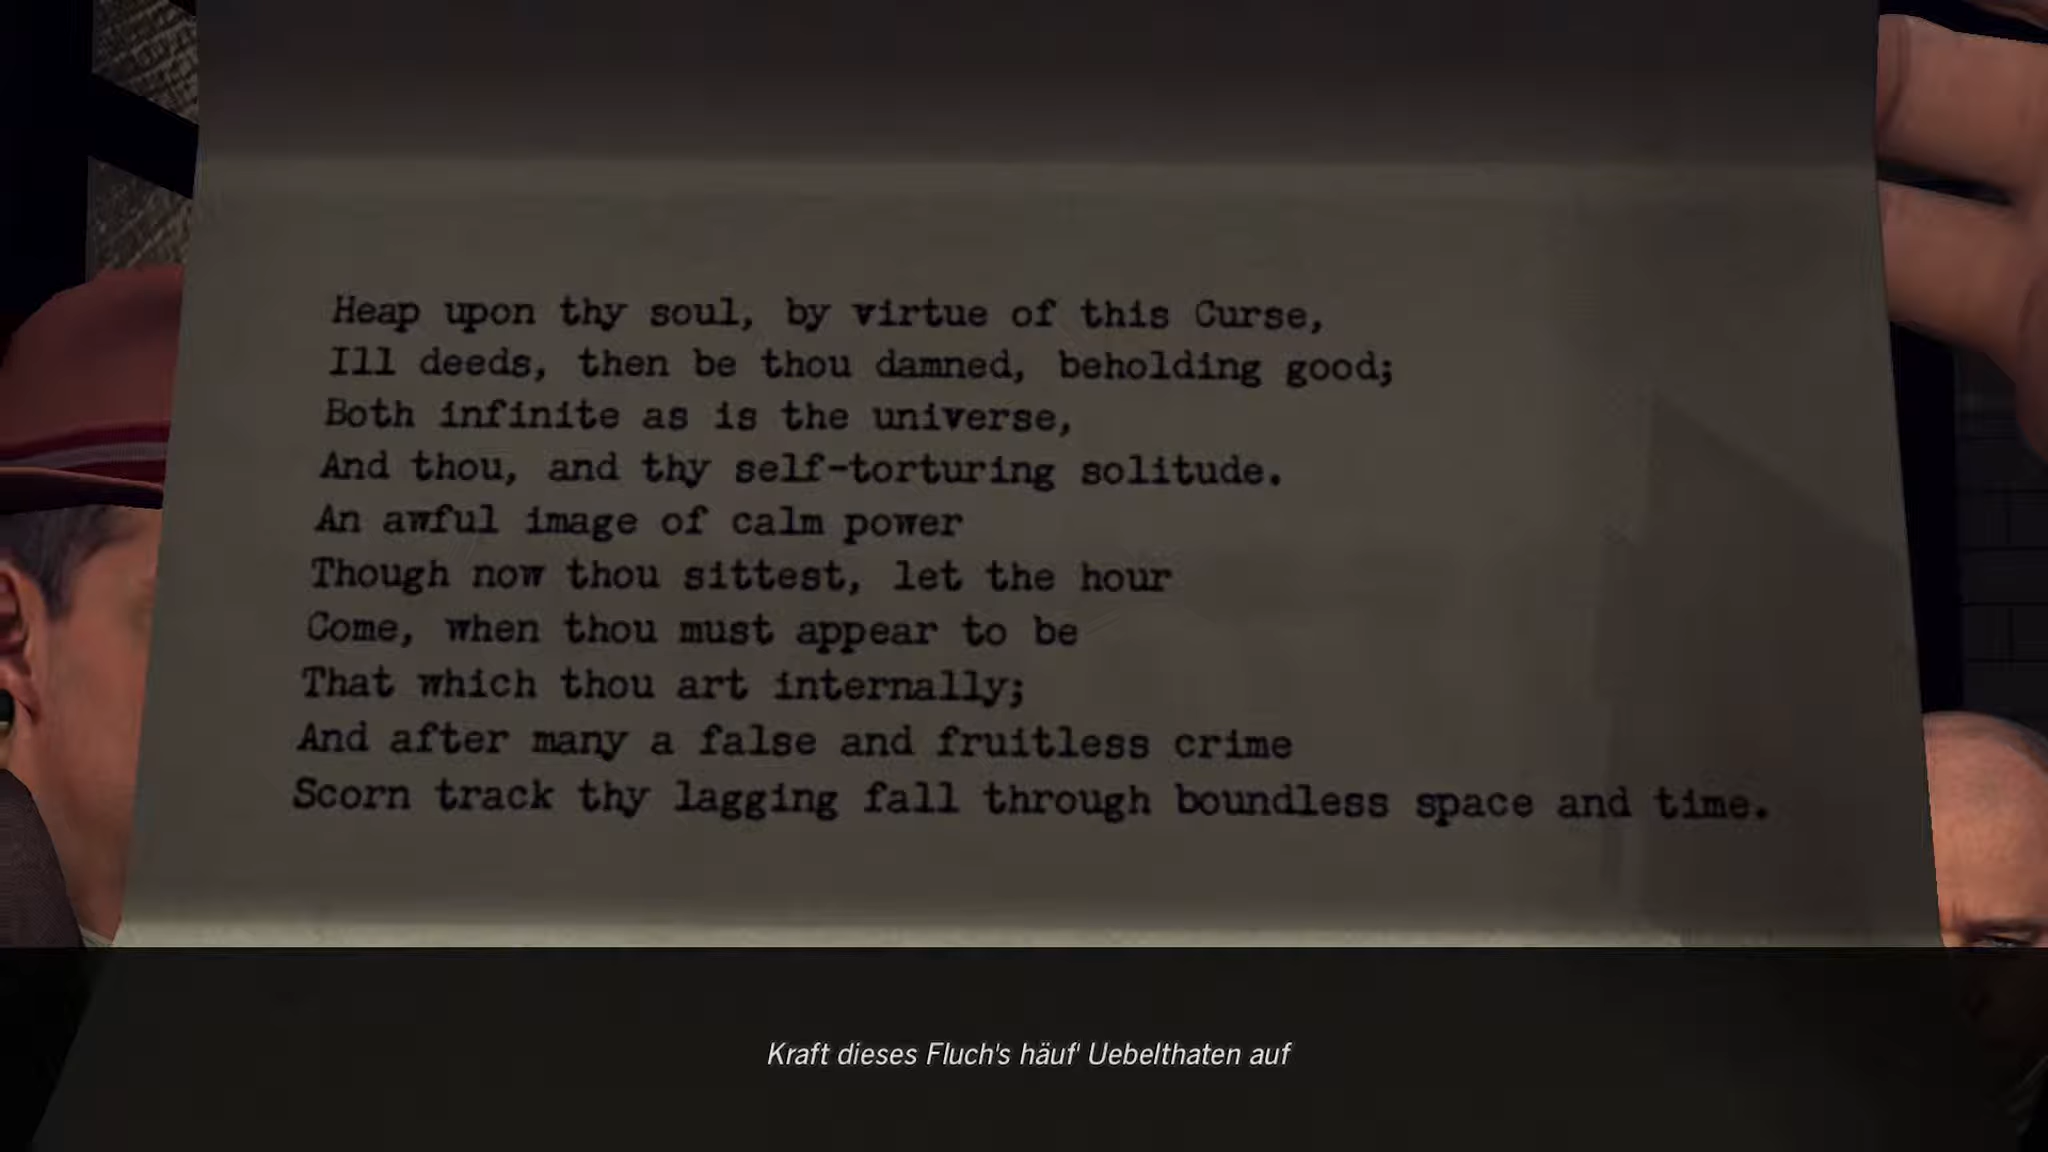 Heap upon thy soul, by virtue of this Curse,
Ill deeds, then be thou damned, beholding good;
Both infinite as is the universe,
And thou, and thy self-torturing solitude.
An awful image of calm power
Though now thou sittest, let the hour
Come, when thou must appear to be
That which thou art internally;
And after many a false and fruitless crime
Scorn track thy lagging fall through boundless space and time.
Kraft dieses Fluch's häuf' Uebelthaten auf